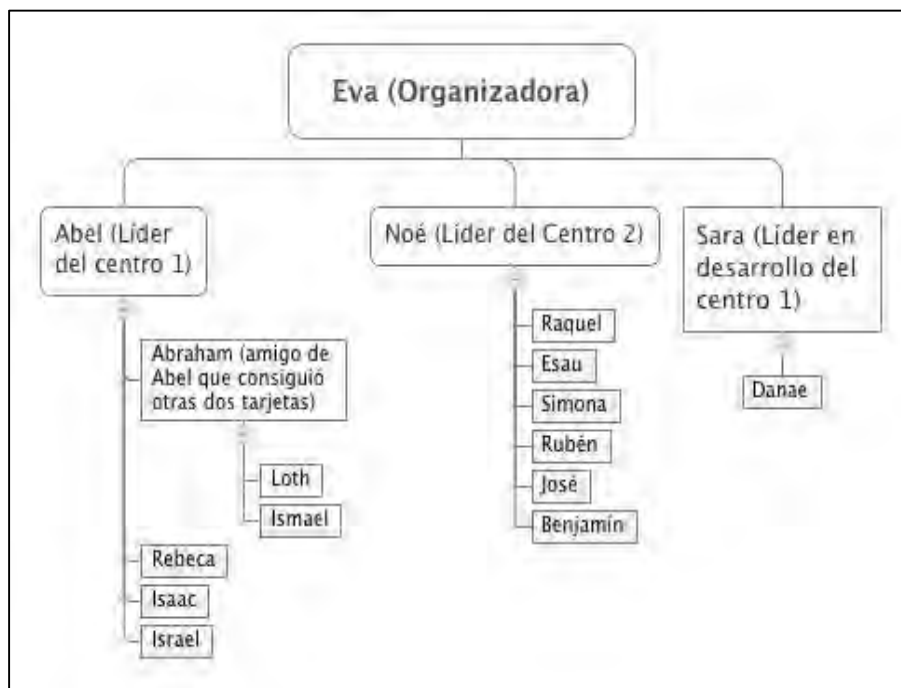 Eva (Organizadora)
Abel (Líder
del centro 1)
Noé (Lider del Centro 2)
Sara (Líder en
desarrollo del
centro 1)
Abraham (amigo de
Abel que consiguió
otras dos tarjetas)
Loth
Ismael
Rebeca
Isaac
Israel
Raquel
Esau
Simona
Rubén
José
Benjamín
Danae